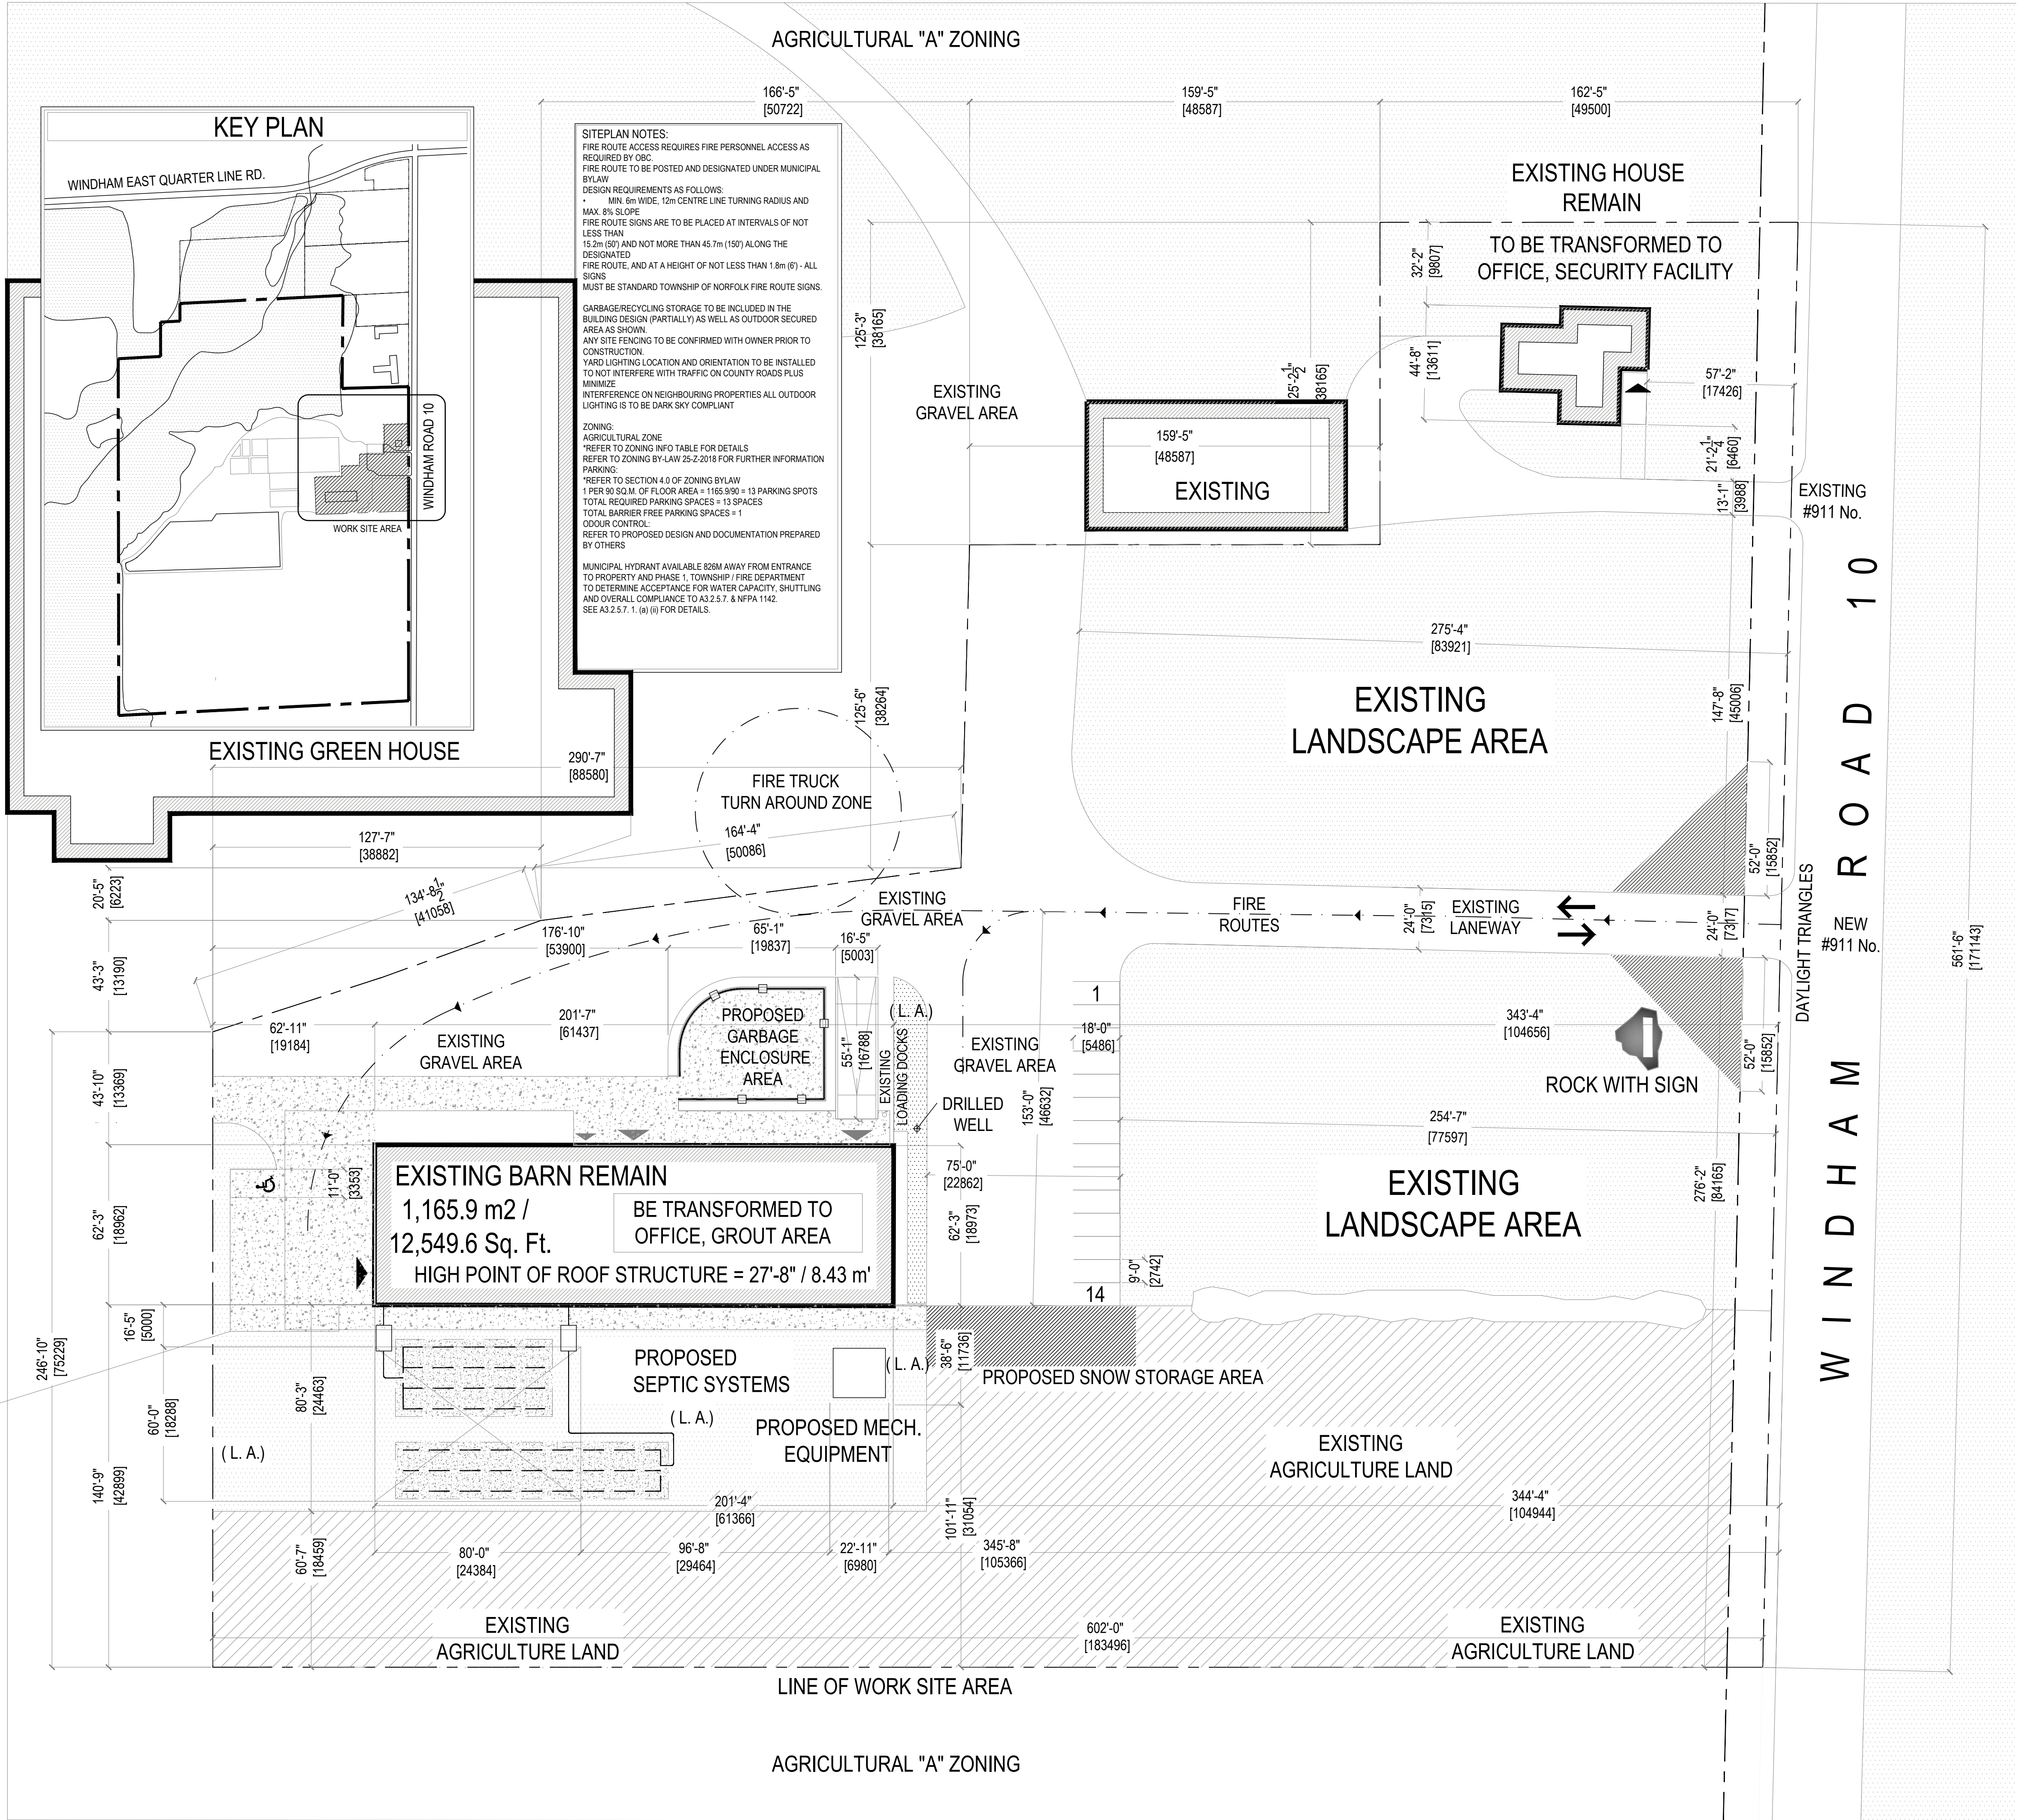 AGRICULTURAL "A" ZONING
166'-5"
[50722]
159'-5"
[48587]
162'-5"
[49500]
KEY PLAN
WINDHAM EAST QUARTER LINE RD.
WINDHAM ROAD 10
WORK SITE AREA
SITEPLAN NOTES:
FIRE ROUTE ACCESS REQUIRES FIRE PERSONNEL ACCESS AS
REQUIRED BY OBC.
FIRE ROUTE TO BE POSTED AND DESIGNATED UNDER MUNICIPAL
BYLAW
DESIGN REQUIREMENTS AS FOLLOWS:
• MIN. 6m WIDE, 12m CENTRE LINE TURNING RADIUS AND
MAX. 8% SLOPE
FIRE ROUTE SIGNS ARE TO BE PLACED AT INTERVALS OF NOT
LESS THAN
15.2m (50') AND NOT MORE THAN 45.7m (150') ALONG THE
DESIGNATED
FIRE ROUTE, AND AT A HEIGHT OF NOT LESS THAN 1.8m (6') - ALL
SIGNS
MUST BE STANDARD TOWNSHIP OF NORFOLK FIRE ROUTE SIGNS.
GARBAGE/RECYCLING STORAGE TO BE INCLUDED IN THE
BUILDING DESIGN (PARTIALLY) AS WELL AS OUTDOOR SECURED
AREA AS SHOWN.
ANY SITE FENCING TO BE CONFIRMED WITH OWNER PRIOR TO
CONSTRUCTION.
YARD LIGHTING LOCATION AND ORIENTATION TO BE INSTALLED
TO NOT INTERFERE WITH TRAFFIC ON COUNTY ROADS PLUS
MINIMIZE
INTERFERENCE ON NEIGHBOURING PROPERTIES ALL OUTDOOR
LIGHTING IS TO BE DARK SKY COMPLIANT
ZONING:
AGRICULTURAL ZONE
*REFER TO ZONING INFO TABLE FOR DETAILS
REFER TO ZONING BY-LAW 25-Z-2018 FOR FURTHER INFORMATION
PARKING:
*REFER TO SECTION 4.0 OF ZONING BYLAW
1 PER 90 SQ.M. OF FLOOR AREA = 1165.9/90 = 13 PARKING SPOTS
TOTAL REQUIRED PARKING SPACES = 13 SPACES
TOTAL BARRIER FREE PARKING SPACES = 1
ODOUR CONTROL:
REFER TO PROPOSED DESIGN AND DOCUMENTATION PREPARED
BY OTHERS
MUNICIPAL HYDRANT AVAILABLE 826M AWAY FROM ENTRANCE
TO PROPERTY AND PHASE 1, TOWNSHIP / FIRE DEPARTMENT
TO DETERMINE ACCEPTANCE FOR WATER CAPACITY, SHUTTLING
AND OVERALL COMPLIANCE TO A3.2.5.7. & NFPA 1142.
SEE A3.2.5.7. 1. (a) (ii) FOR DETAILS.
EXISTING HOUSE
REMAIN
TO BE TRANSFORMED TO
OFFICE, SECURITY FACILITY
32'-2"
[9807]
44'-8"
[13611]
57'-2"
[17426]
21'-2 1/4"
[6460]
13'-1"
[3988]
EXISTING
#911 No.
125'-3"
[38165]
25'-2 1/2"
38165]
EXISTING
GRAVEL AREA
159'-5"
[48587]
EXISTING
275'-4"
[83921]
EXISTING
LANDSCAPE AREA
147'-8"
[45006]
125'-6"
[38264]
EXISTING GREEN HOUSE
290'-7"
[88580]
FIRE TRUCK
TURN AROUND ZONE
164'-4"
[50086]
127'-7"
[38882]
134'-8 1/2"
[41058]
20'-5"
[6223]
43'-3"
[13190]
43'-10"
[13369]
62'-3"
[18962]
246'-10"
[75229]
140'-9"
[42899]
EXISTING
GRAVEL AREA
176'-10"
[53900]
65'-1"
[19837]
16'-5"
[5003]
FIRE
ROUTES
24'-0"
[7315]
EXISTING
LANEWAY
24'-0"
[7317]
52'-0"
[15852]
DAYLIGHT TRIANGLES
NEW
#911 No.
561'-6"
[171143]
WINDHAM ROAD 10
62'-11"
[19184]
201'-7"
[61437]
EXISTING
GRAVEL AREA
PROPOSED
GARBAGE
ENCLOSURE
AREA
55'-1"
[16788]
EXISTING
LOADING DOCKS
( L. A.)
EXISTING
GRAVEL AREA
DRILLED
WELL
153'-0"
[46632]
1
18'-0"
[5486]
343'-4"
[104656]
52'-0"
[15852]
ROCK WITH SIGN
254'-7"
[77597]
EXISTING
LANDSCAPE AREA
276'-2"
[84165]
75'-0"
[22862]
62'-3"
[18973]
9'-0"
[2742]
14
11'-0"
[3353]
EXISTING BARN REMAIN
1,165.9 m2 /
12,549.6 Sq. Ft.
BE TRANSFORMED TO
OFFICE, GROUT AREA
HIGH POINT OF ROOF STRUCTURE = 27'-8" / 8.43 m'
16'-5"
[5000]
60'-0"
[18288]
80'-3"
[24463]
PROPOSED
SEPTIC SYSTEMS
( L. A.)
( L. A.)
( L. A.)
38'-6"
[11736]
PROPOSED SNOW STORAGE AREA
PROPOSED MECH.
EQUIPMENT
EXISTING
AGRICULTURE LAND
201'-4"
[61366]
101'-11"
[31054]
344'-4"
[104944]
60'-7"
[18459]
80'-0"
[24384]
96'-8"
[29464]
22'-11"
[6980]
345'-8"
[105366]
EXISTING
AGRICULTURE LAND
602'-0"
[183496]
EXISTING
AGRICULTURE LAND
LINE OF WORK SITE AREA
AGRICULTURAL "A" ZONING